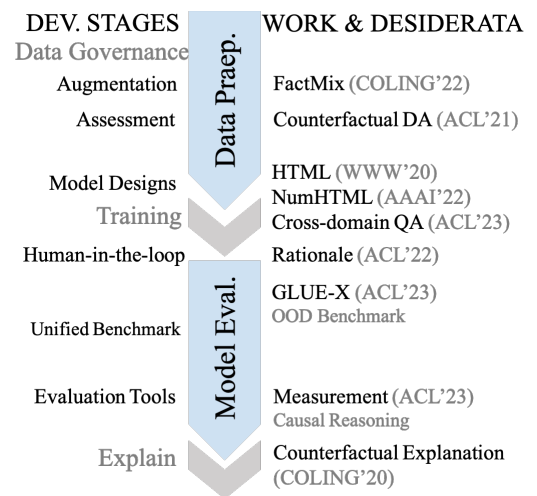 DEV. STAGES
WORK & DESIDERATA
Data Governance
Data Praep.
Augmentation
FactMix (COLING'22)
Assessment
Counterfactual DA (ACL'21)
Model Designs
HTML (WWW'20)
NumHTML (AAAI'22)
Training
Cross-domain QA (ACL'23)
Human-in-the-loop
Rationale (ACL'22)
Model Eval.
GLUE-X (ACL'23)
OOD Benchmark
Unified Benchmark
Evaluation Tools
Measurement (ACL'23)
Causal Reasoning
Explain
Counterfactual Explanation
(COLING'20)